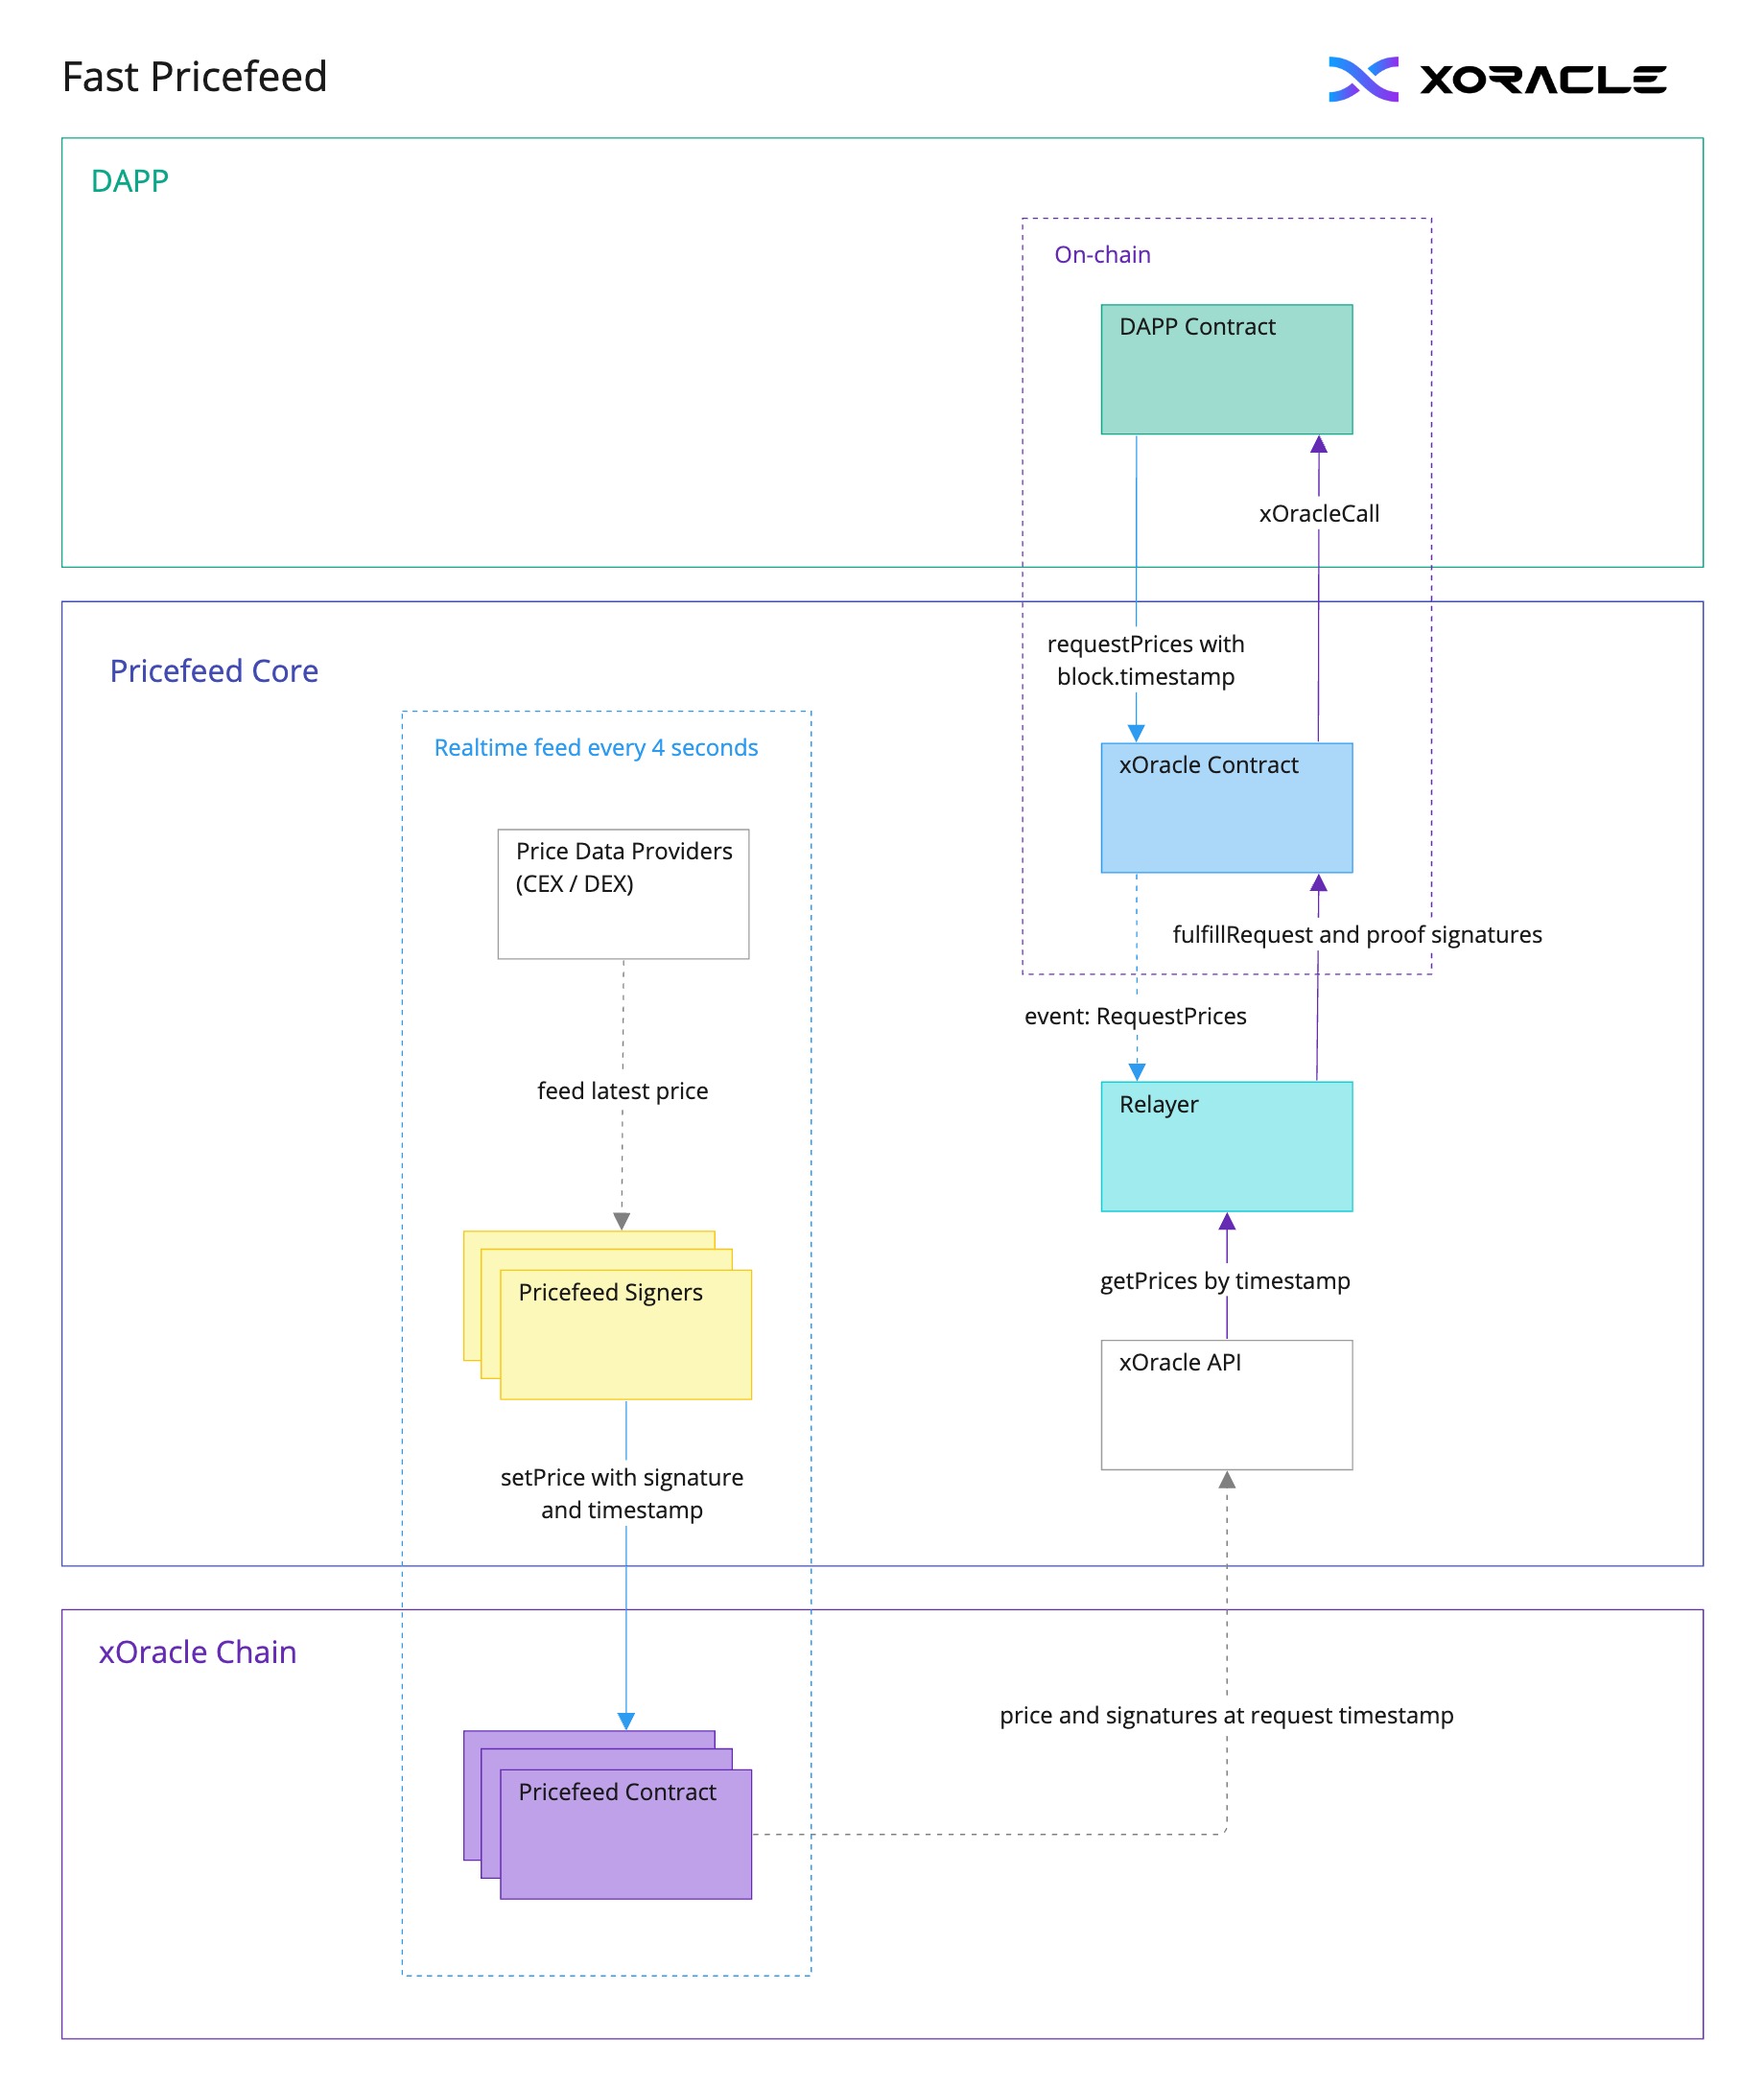 Fast Pricefeed
XORACLE
DAPP
On-chain
DAPP Contract
xOracleCall
requestPrices with
block.timestamp
Pricefeed Core
Realtime feed every 4 seconds
xOracle Contract
Price Data Providers
(CEX / DEX)
fulfillRequest and proof signatures
event: RequestPrices
feed latest price
Relayer
getPrices by timestamp
Pricefeed Signers
xOracle API
setPrice with signature
and timestamp
xOracle Chain
price and signatures at request timestamp
Pricefeed Contract